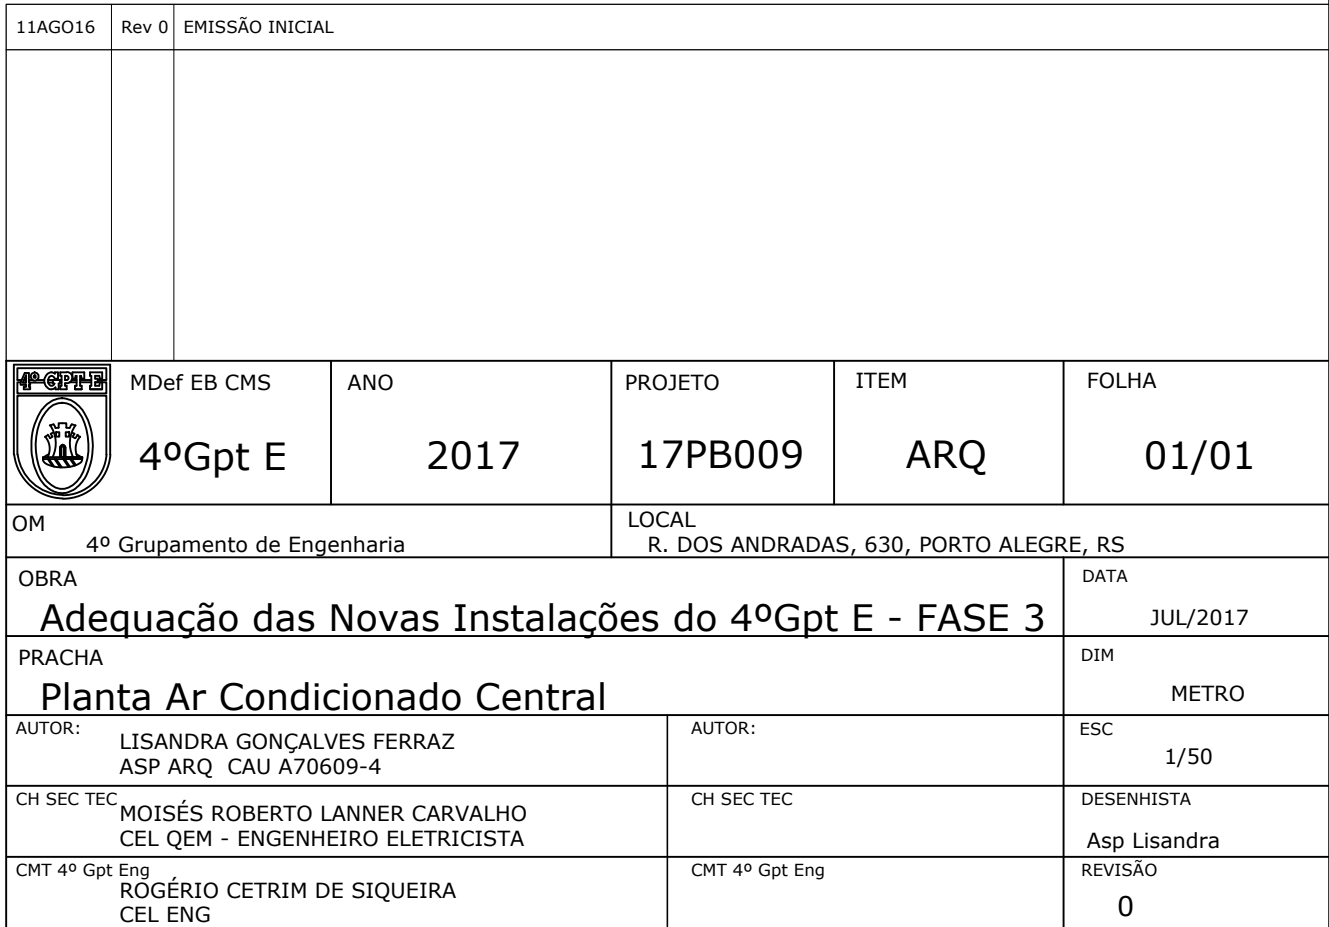 11AGO16 Rev 0 EMISSÃO INICIAL
4º GPT E
MDef EB CMS
4ºGpt E
ANO
2017
PROJETO
17PB009
ITEM
ARQ
FOLHA
01/01
OM
4º Grupamento de Engenharia
LOCAL
R. DOS ANDRADAS, 630, PORTO ALEGRE, RS
OBRA
Adequação das Novas Instalações do 4ºGpt E - FASE 3
DATA
JUL/2017
PRACHA
Planta Ar Condicionado Central
DIM
METRO
AUTOR:
LISANDRA GONÇALVES FERRAZ
ASP ARQ CAU A70609-4
AUTOR:
ESC
1/50
CH SEC TEC
MOISÉS ROBERTO LANNER CARVALHO
CEL QEM - ENGENHEIRO ELETRICISTA
CH SEC TEC
DESENHISTA
Asp Lisandra
CMT 4º Gpt Eng
ROGÉRIO CETRIM DE SIQUEIRA
CEL ENG
CMT 4º Gpt Eng
REVISÃO
0